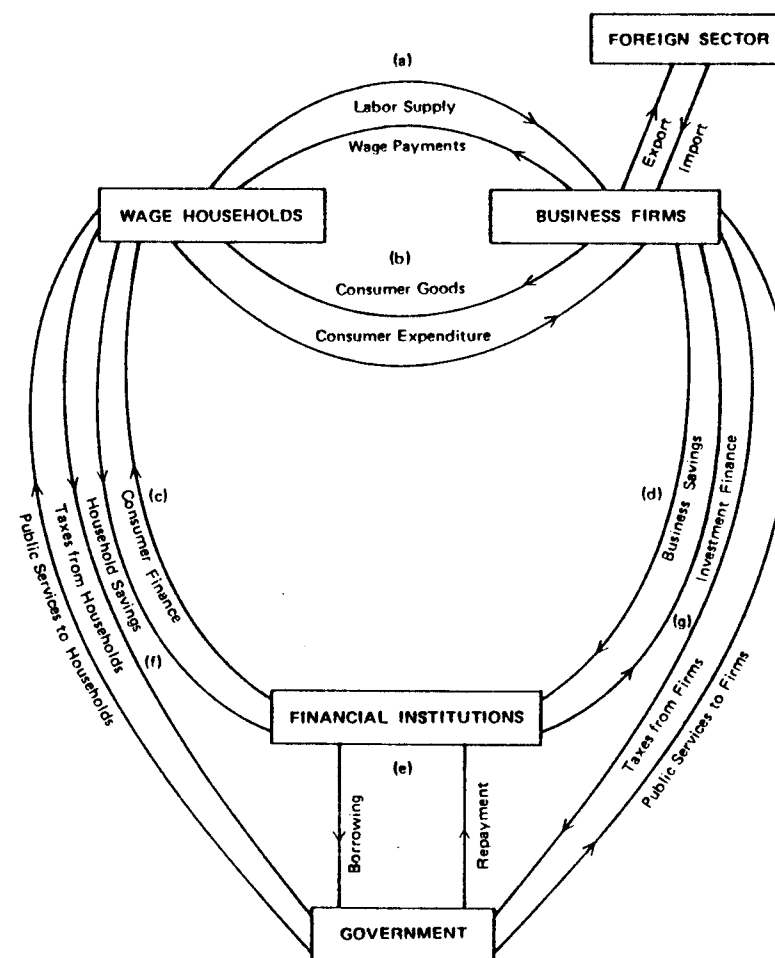 FOREIGN SECTOR
(a)
Labor Supply
Wage Payments
Export
Import
WAGE HOUSEHOLDS
BUSINESS FIRMS
(b)
Consumer Goods
Consumer Expenditure
(c)
(d)
Public Services to Households
Taxes from Households
Household Savings
Consumer Finance
Business Savings
Investment Finance
(f)
(g)
FINANCIAL INSTITUTIONS
Taxes from Firms
Public Services to Firms
(e)
Borrowing
Repayment
GOVERNMENT